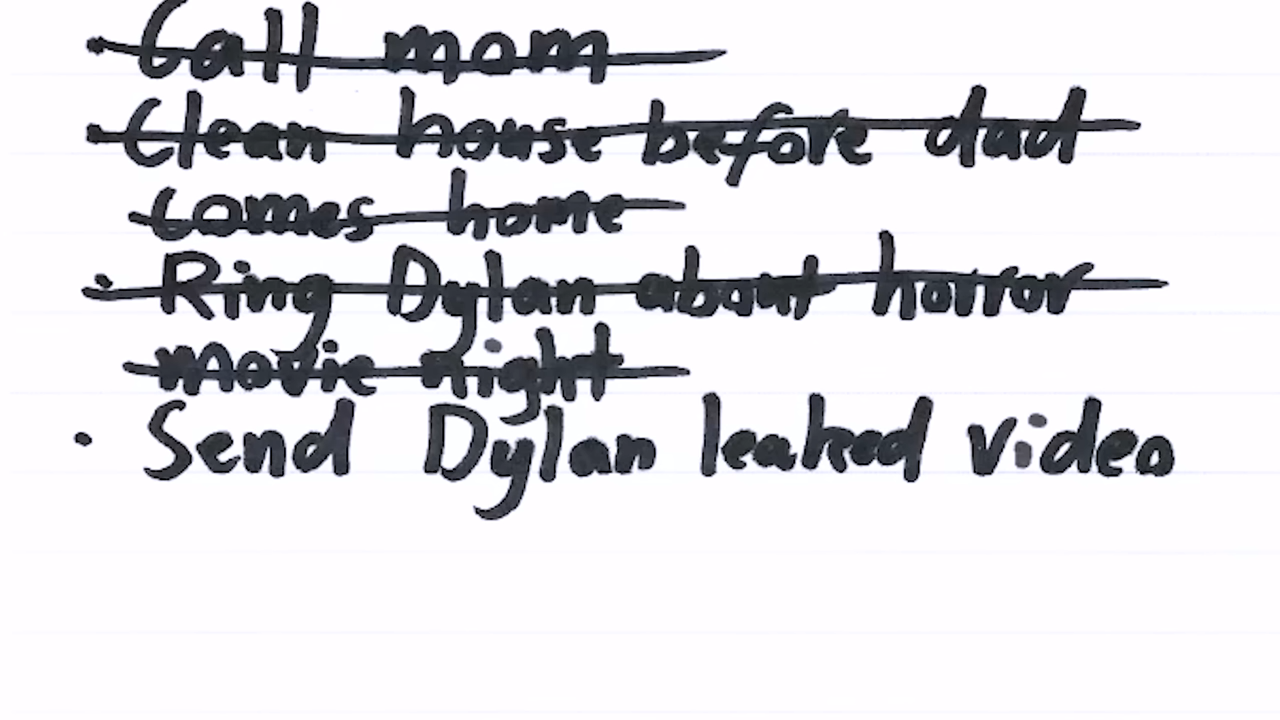 · Call mom
· Clean house before dad
comes home
· Ring Dylan about horror
movie night
· Send Dylan leaked video